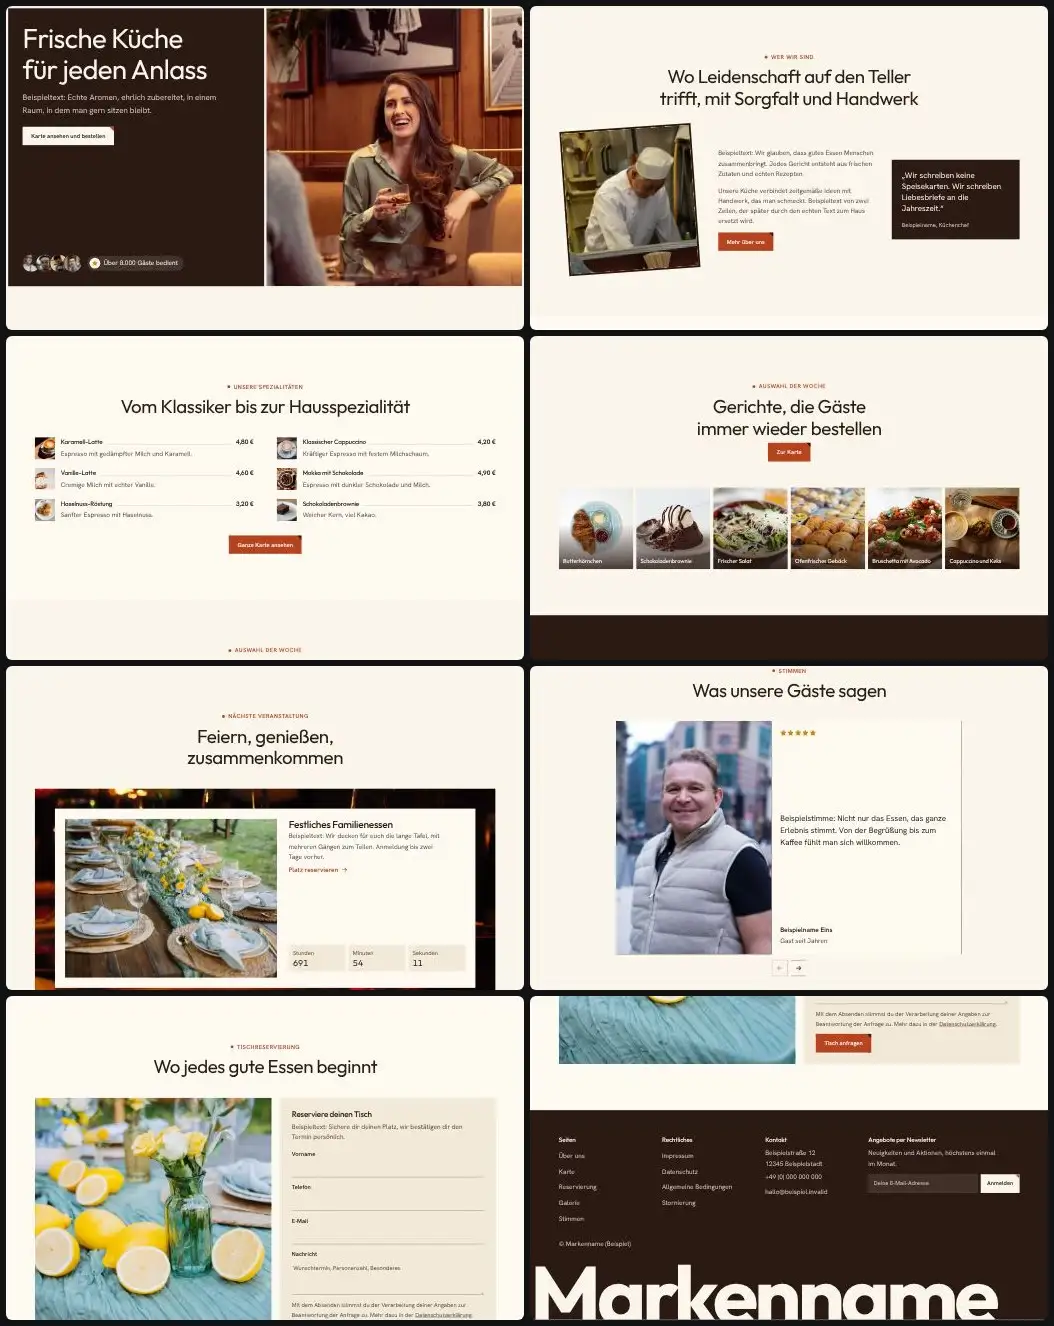 Frische Küche
für jeden Anlass
Beispieltext: Echte Aromen, ehrlich zubereitet, in einem
Raum, in dem man gern sitzen bleibt.
Karte ansehen und bestellen
Über 8.000 Gäste bedient
WER WIR SIND
Wo Leidenschaft auf den Teller
trifft, mit Sorgfalt und Handwerk
Beispieltext: Wir glauben, dass gutes Essen Menschen
zusammenbringt. Jedes Gericht entsteht aus frischen
Zutaten und echten Rezepten.
Unsere Küche verbindet zeitgemäße Ideen mit
Handwerk, das man schmeckt. Beispieltext von zwei
Zeilen, der später durch den echten Text zum Haus
ersetzt wird.
Mehr über uns
„Wir schreiben keine
Speisekarten. Wir schreiben
Liebesbriefe an die
Jahreszeit.“
Beispielname, Küchenchef
UNSERE SPEZIALITÄTEN
Vom Klassiker bis zur Hausspezialität
Karamell-Latte 4,80 €
Espresso mit gedämpfter Milch und Karamell.
Vanille-Latte 4,60 €
Cremige Milch mit echter Vanille.
Haselnuss-Röstung 3,20 €
Sanfter Espresso mit Haselnuss.
Klassischer Cappuccino 4,20 €
Kräftiger Espresso mit festem Milchschaum.
Mokka mit Schokolade 4,90 €
Espresso mit dunkler Schokolade und Milch.
Schokoladenbrownie 3,80 €
Weicher Kern, viel Kakao.
Ganze Karte ansehen
AUSWAHL DER WOCHE
AUSWAHL DER WOCHE
Gerichte, die Gäste
immer wieder bestellen
Zur Karte
Butterhörnchen
Schokoladenbrownie
Frischer Salat
Ofenfrisches Gebäck
Bruschetta mit Avocado
Cappuccino und Keks
NÄCHSTE VERANSTALTUNG
Feiern, genießen,
zusammenkommen
Festliches Familienessen
Beispieltext: Wir decken für euch die lange Tafel, mit
mehreren Gängen zum Teilen. Anmeldung bis zwei
Tage vorher.
Platz reservieren →
Stunden
691
Minuten
54
Sekunden
11
STIMMEN
Was unsere Gäste sagen
Beispielstimme: Nicht nur das Essen, das ganze
Erlebnis stimmt. Von der Begrüßung bis zum
Kaffee fühlt man sich willkommen.
Beispielname Eins
Gast seit Jahren
TISCHRESERVIERUNG
Wo jedes gute Essen beginnt
Reserviere deinen Tisch
Beispieltext: Sichere dir deinen Platz, wir bestätigen dir den
Termin persönlich.
Vorname
Telefon
E-Mail
Nachricht
Wunschtermin, Personenzahl, Besonderes
Mit dem Absenden stimmst du der Verarbeitung deiner Angaben zur
Beantwortung der Anfrage zu. Mehr dazu in der Datenschutzerklärung.
Mit dem Absenden stimmst du der Verarbeitung deiner Angaben zur
Beantwortung der Anfrage zu. Mehr dazu in der Datenschutzerklärung.
Tisch anfragen
Seiten
Über uns
Karte
Reservierung
Galerie
Stimmen
Rechtliches
Impressum
Datenschutz
Allgemeine Bedingungen
Stornierung
Kontakt
Beispielstraße 12
12345 Beispielstadt
+49 (0) 000 000 000
hallo@beispiel.invalid
Angebote per Newsletter
Neuigkeiten und Aktionen, höchstens einmal
im Monat.
Deine E-Mail-Adresse
Anmelden
© Markenname (Beispiel)
Markenname